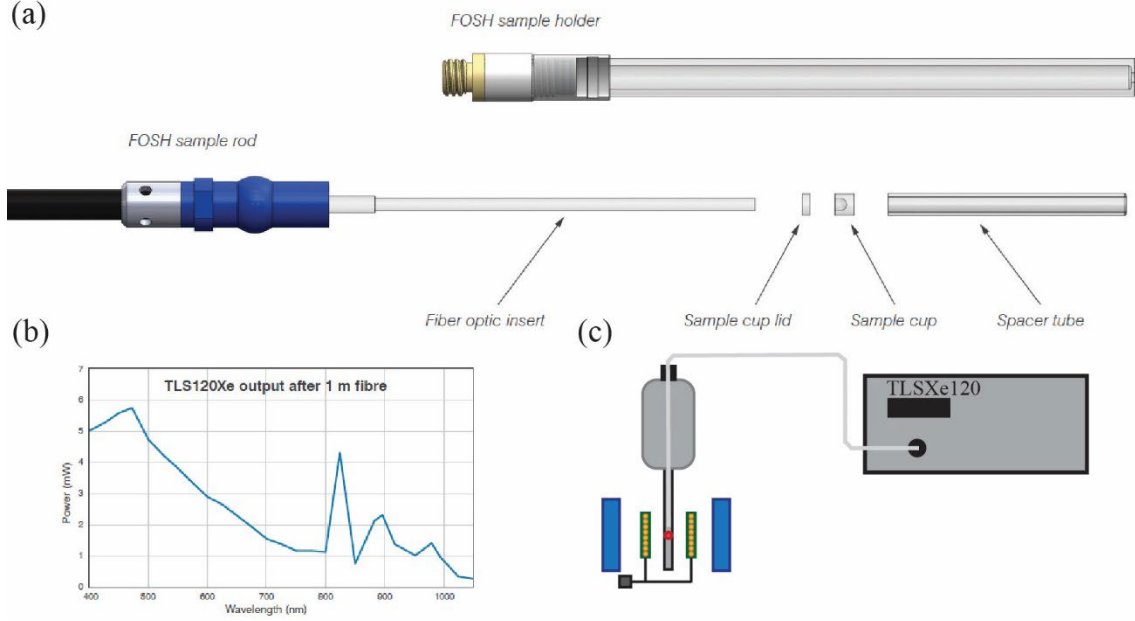 (a)
FOSH sample holder
FOSH sample rod
Fiber optic insert
Sample cup lid
Sample cup
Spacer tube
(b)
TLS120Xe output after 1 m fibre
7
6
5
4
3
2
1
0
Power (mW)
400 500 600 700 800 900 1000
Wavelength (nm)
(c)
TLSXe120